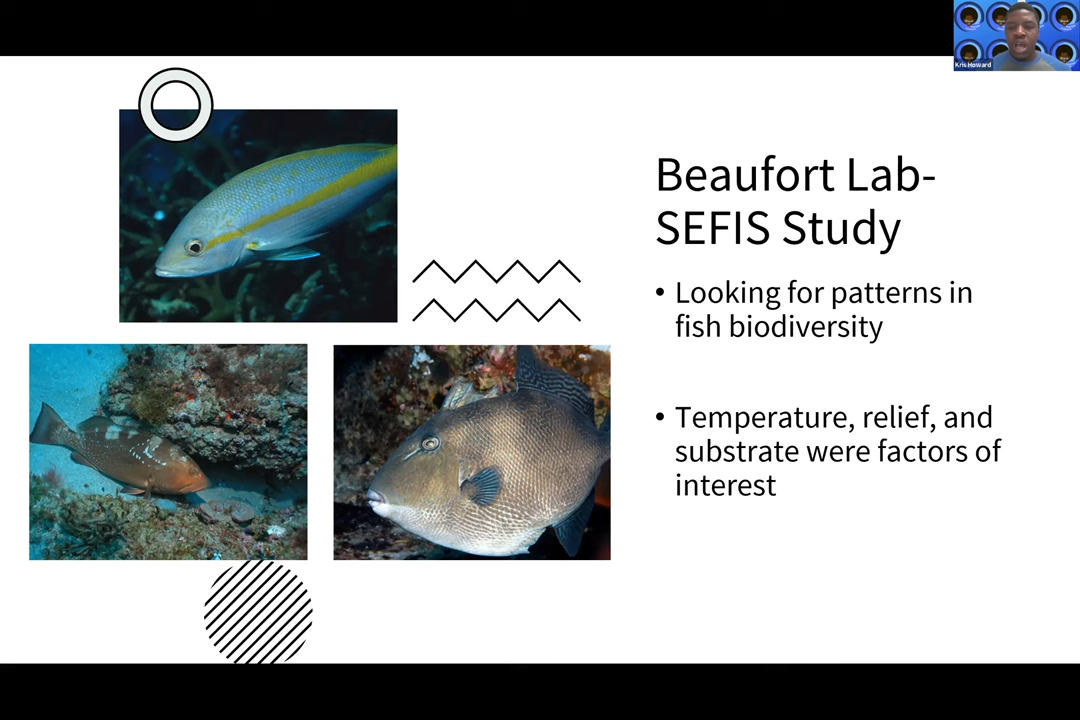 Kris Howard
Beaufort Lab-
SEFIS Study
• Looking for patterns in
fish biodiversity
• Temperature, relief, and
substrate were factors of
interest